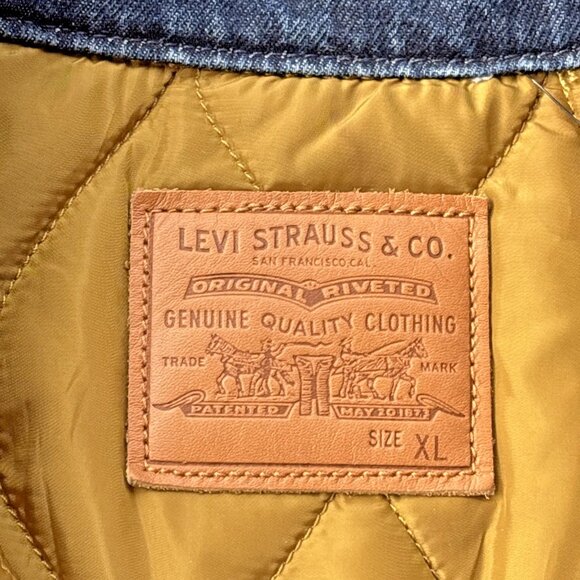 LEVI STRAUSS & CO.
SAN FRANCISCO.CAL.
ORIGINAL RIVETED
GENUINE QUALITY CLOTHING
TRADE MARK
PATENTED MAY 20.1873
SIZE XL